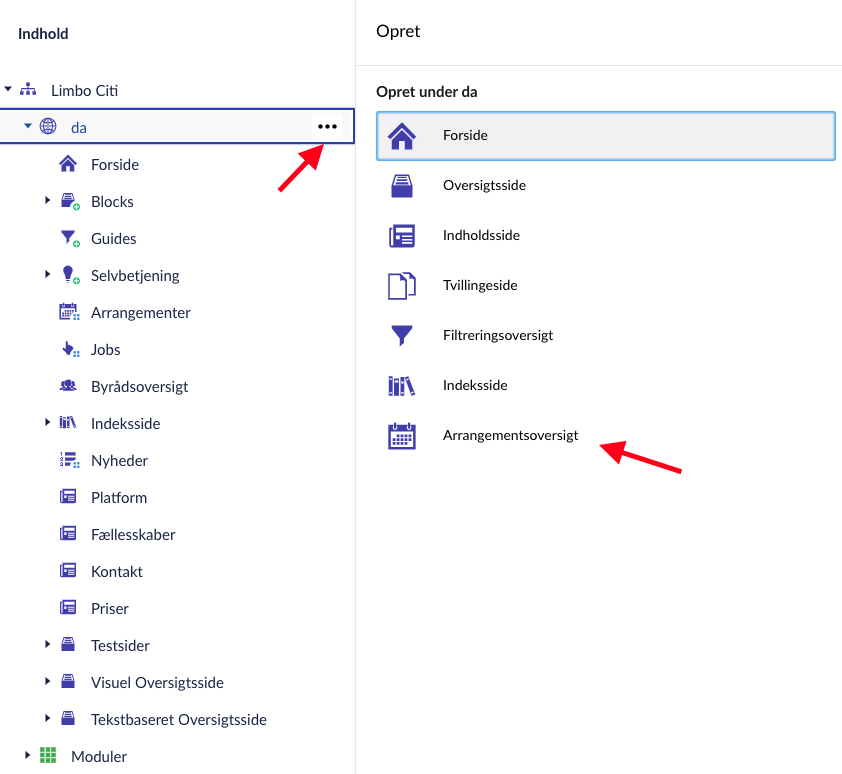 Indhold
Limbo Citi
da
Forside
Blocks
Guides
Selvbetjening
Arrangementer
Jobs
Byrådsoversigt
Indeksside
Nyheder
Platform
Fællesskaber
Kontakt
Priser
Testsider
Visuel Oversigtsside
Tekstbaseret Oversigtsside
Moduler
Opret
Opret under da
Forside
Oversigtsside
Indholdsside
Tvillingeside
Filtreringsoversigt
Indeksside
Arrangementsoversigt